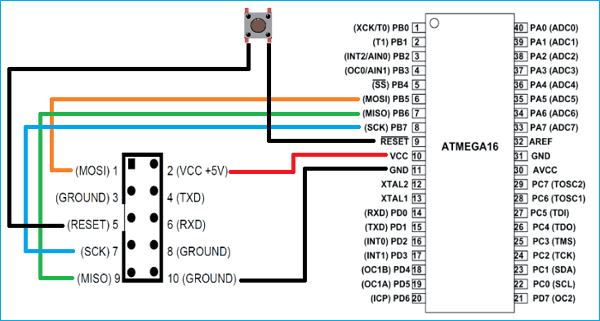 (XCK/T0) PB0 1 40 PA0 (ADC0)
(T1) PB1 2 39 PA1 (ADC1)
(INT2/AIN0) PB2 3 38 PA2 (ADC2)
(OC0/AIN1) PB3 4 37 PA3 (ADC3)
(SS) PB4 5 36 PA4 (ADC4)
(MOSI) PB5 6 35 PA5 (ADC5)
(MISO) PB6 7 34 PA6 (ADC6)
(SCK) PB7 8 33 PA7 (ADC7)
RESET 9 ATMEGA16 32 AREF
VCC 10 31 GND
GND 11 30 AVCC
XTAL2 12 29 PC7 (TOSC2)
XTAL1 13 28 PC6 (TOSC1)
(RXD) PD0 14 27 PC5 (TDI)
(TXD) PD1 15 26 PC4 (TDO)
(INT0) PD2 16 25 PC3 (TMS)
(INT1) PD3 17 24 PC2 (TCK)
(OC1B) PD4 18 23 PC1 (SDA)
(OC1A) PD5 19 22 PC0 (SCL)
(ICP) PD6 20 21 PD7 (OC2)
(MOSI) 1 2 (VCC +5V)
(GROUND) 3 4 (TXD)
(RESET) 5 6 (RXD)
(SCK) 7 8 (GROUND)
(MISO) 9 10 (GROUND)